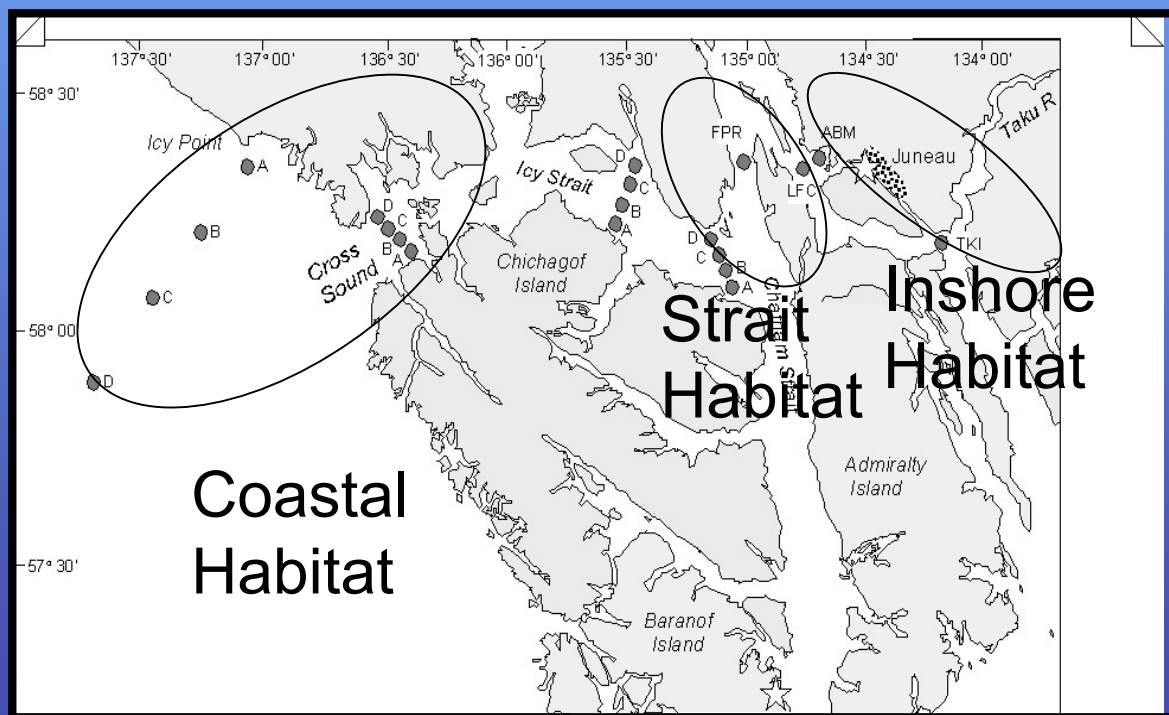 137° 30'
137° 00'
136° 30'
136° 00'
135° 30'
135° 00'
134° 30'
134° 00'
58° 30'
58° 00'
57° 30'
Icy Point
A
B
C
D
Cross
Sound
D
C
B
A
Icy Strait
D
C
B
A
Chichagof
Island
FPR
D
C
B
A
Chatham Strait
LFC
ABM
Juneau
Taku R
TKI
Strait
Habitat
Inshore
Habitat
Coastal
Habitat
Admiralty
Island
Baranof
Island